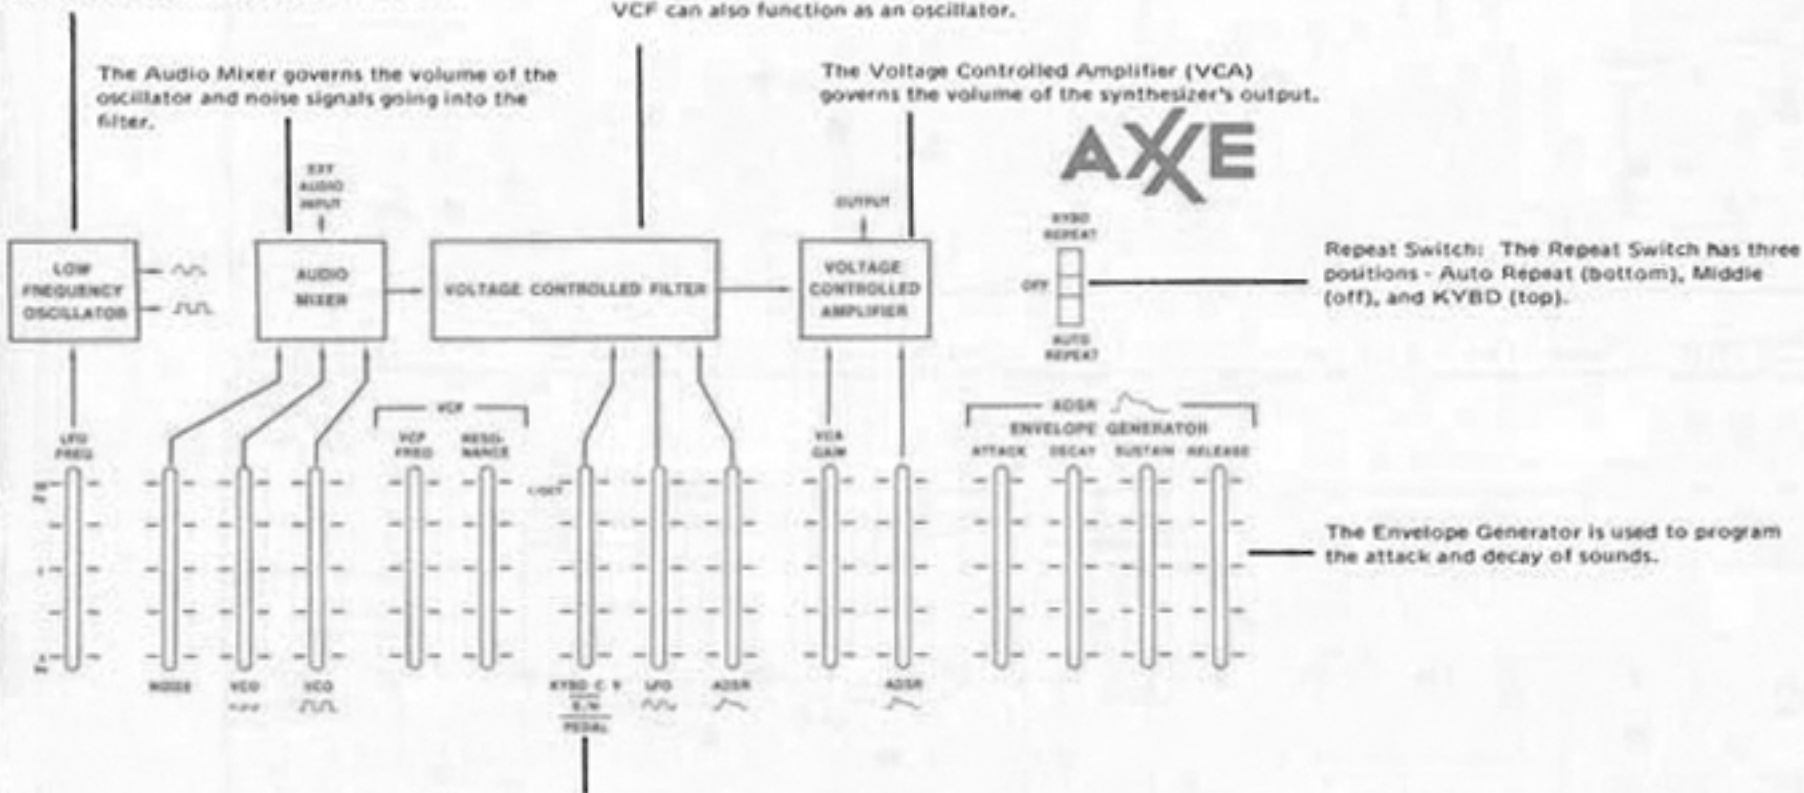 VCF can also function as an oscillator.
The Audio Mixer governs the volume of the
oscillator and noise signals going into the
filter.
The Voltage Controlled Amplifier (VCA)
governs the volume of the synthesizer's output.
AXXE
EXT
AUDIO
INPUT
OUTPUT
KYBD
REPEAT
LOW
FREQUENCY
OSCILLATOR
AUDIO
MIXER
VOLTAGE CONTROLLED FILTER
VOLTAGE
CONTROLLED
AMPLIFIER
OFF
AUTO
REPEAT
Repeat Switch: The Repeat Switch has three
positions - Auto Repeat (bottom), Middle
(off), and KYBD (top).
LFO
FREQ
VCF
VCF
FREQ
RESO-
NANCE
VCA
GAIN
ADSR
ENVELOPE GENERATOR
ATTACK DECAY SUSTAIN RELEASE
The Envelope Generator is used to program
the attack and decay of sounds.
NOISE
VCO
VCO
KYBD C V
S/H
PEDAL
LFO
ADSR
ADSR